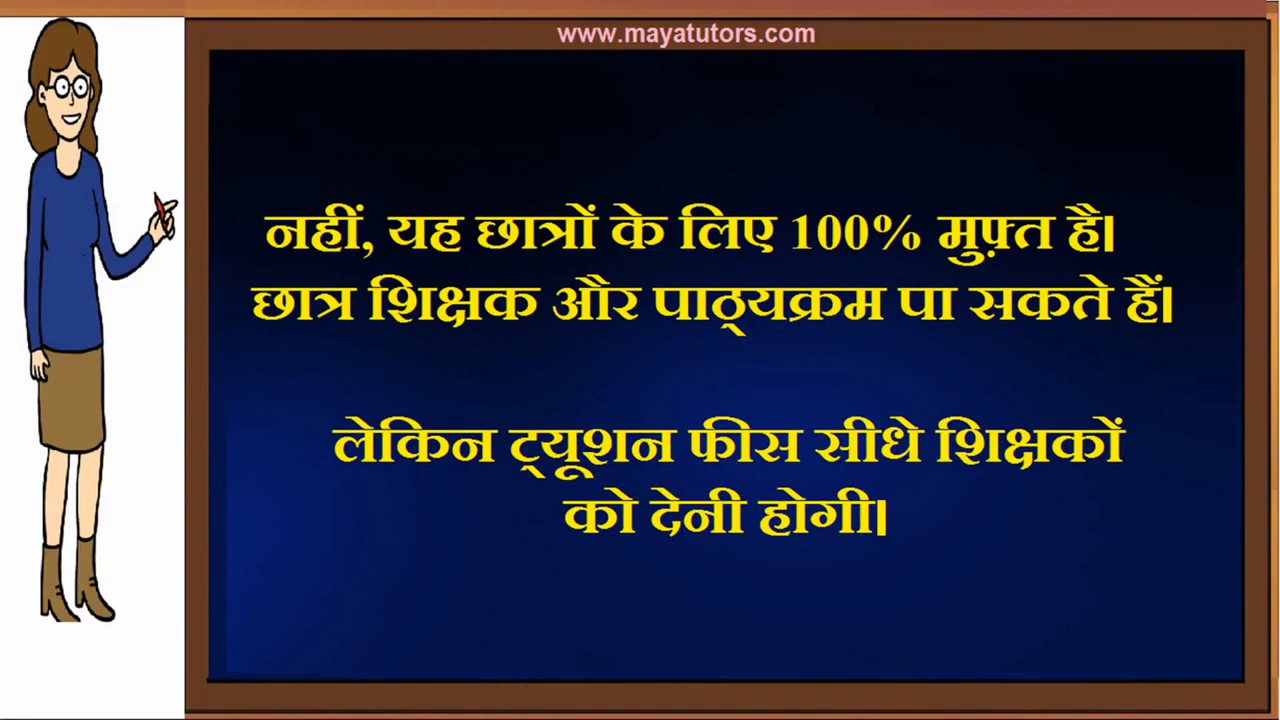 www.mayatutors.com
नहीं, यह छात्रों के लिए 100% मुफ़्त है।
छात्र शिक्षक और पाठ्यक्रम पा सकते हैं।
लेकिन ट्यूशन फीस सीधे शिक्षकों
को देनी होगी।